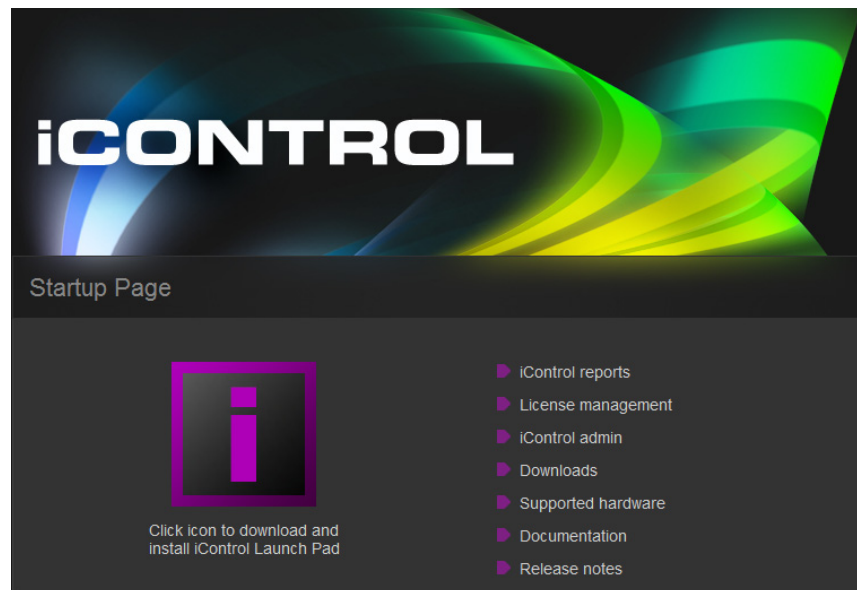 iCONTROL
Startup Page
i
Click icon to download and
install iControl Launch Pad
iControl reports
License management
iControl admin
Downloads
Supported hardware
Documentation
Release notes